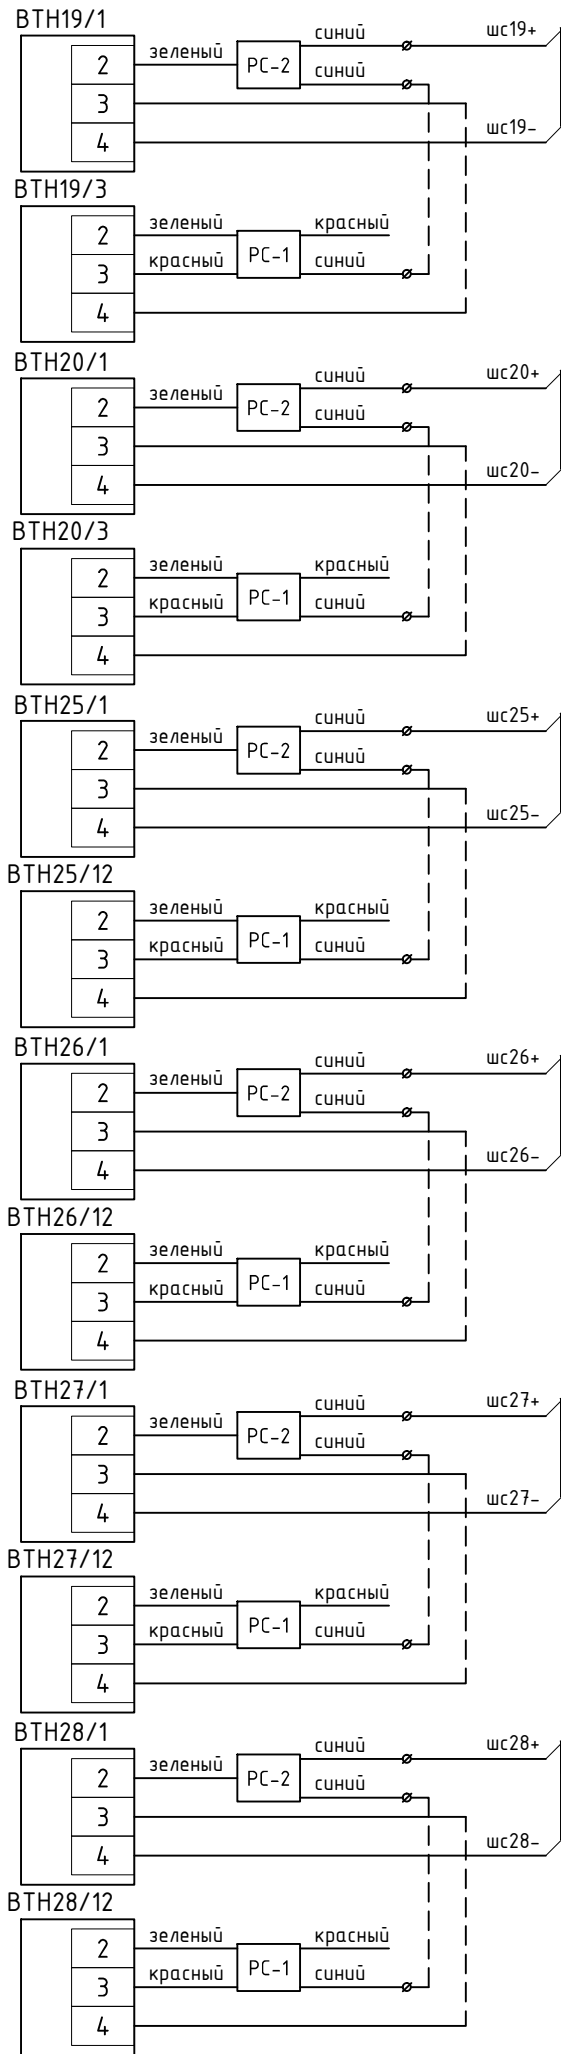 ВТН19/1
синий шс19+
2 зеленый РС-2 синий
3
4 шс19-
ВТН19/3
2 зеленый РС-1 красный
3 красный синий
4
ВТН20/1
синий шс20+
2 зеленый РС-2 синий
3
4 шс20-
ВТН20/3
2 зеленый РС-1 красный
3 красный синий
4
ВТН25/1
синий шс25+
2 зеленый РС-2 синий
3
4 шс25-
ВТН25/12
2 зеленый РС-1 красный
3 красный синий
4
ВТН26/1
синий шс26+
2 зеленый РС-2 синий
3
4 шс26-
ВТН26/12
2 зеленый РС-1 красный
3 красный синий
4
ВТН27/1
синий шс27+
2 зеленый РС-2 синий
3
4 шс27-
ВТН27/12
2 зеленый РС-1 красный
3 красный синий
4
ВТН28/1
синий шс28+
2 зеленый РС-2 синий
3
4 шс28-
ВТН28/12
2 зеленый РС-1 красный
3 красный синий
4